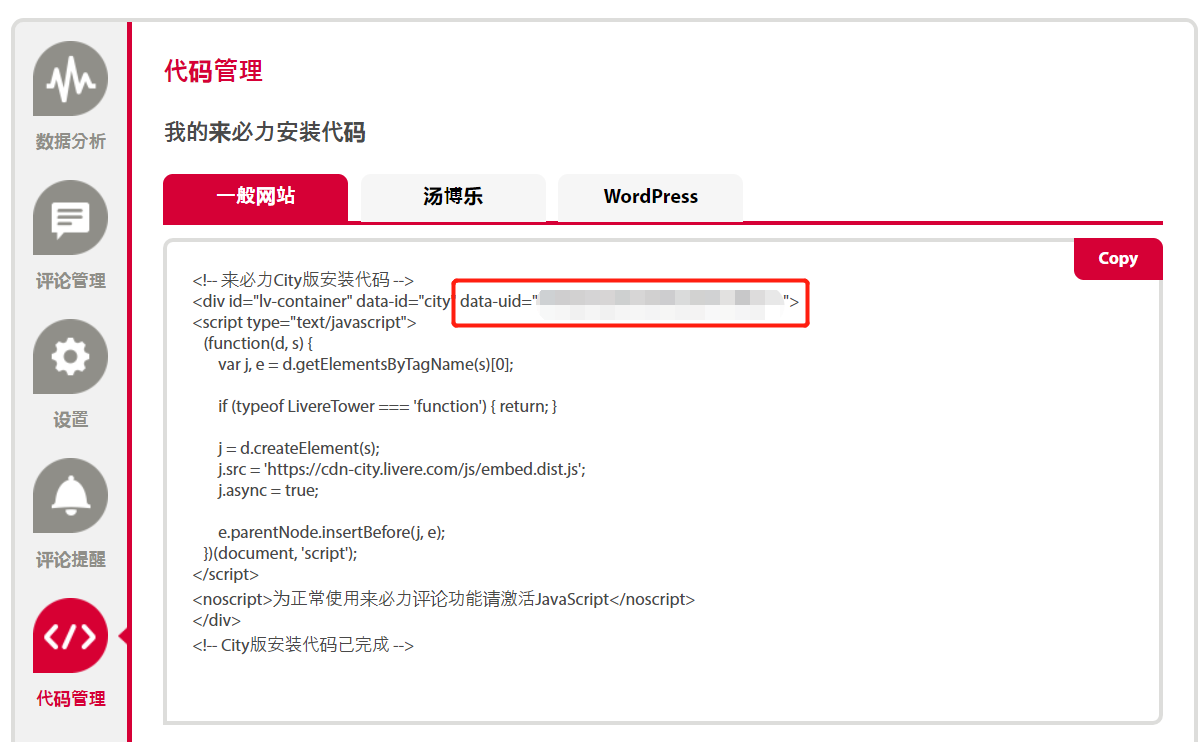 数据分析
评论管理
设置
评论提醒
代码管理
代码管理
我的来必力安装代码
一般网站
汤博乐
WordPress
Copy
<!-- 来必力City版安装代码 -->
<div id="lv-container" data-id="city" data-uid=" ">
<script type="text/javascript">
(function(d, s) {
var j, e = d.getElementsByTagName(s)[0];
if (typeof LivereTower === 'function') { return; }
j = d.createElement(s);
j.src = 'https://cdn-city.livere.com/js/embed.dist.js';
j.async = true;
e.parentNode.insertBefore(j, e);
})(document, 'script');
</script>
<noscript>为正常使用来必力评论功能请激活JavaScript</noscript>
</div>
<!-- City版安装代码已完成 -->